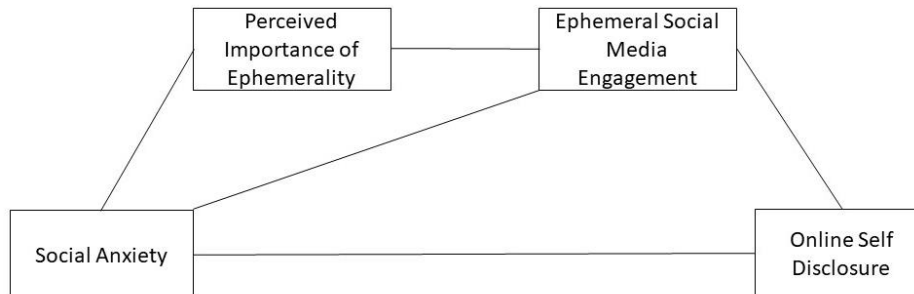 Perceived
Importance of
Ephemerality
Ephemeral Social
Media
Engagement
Social Anxiety
Online Self
Disclosure